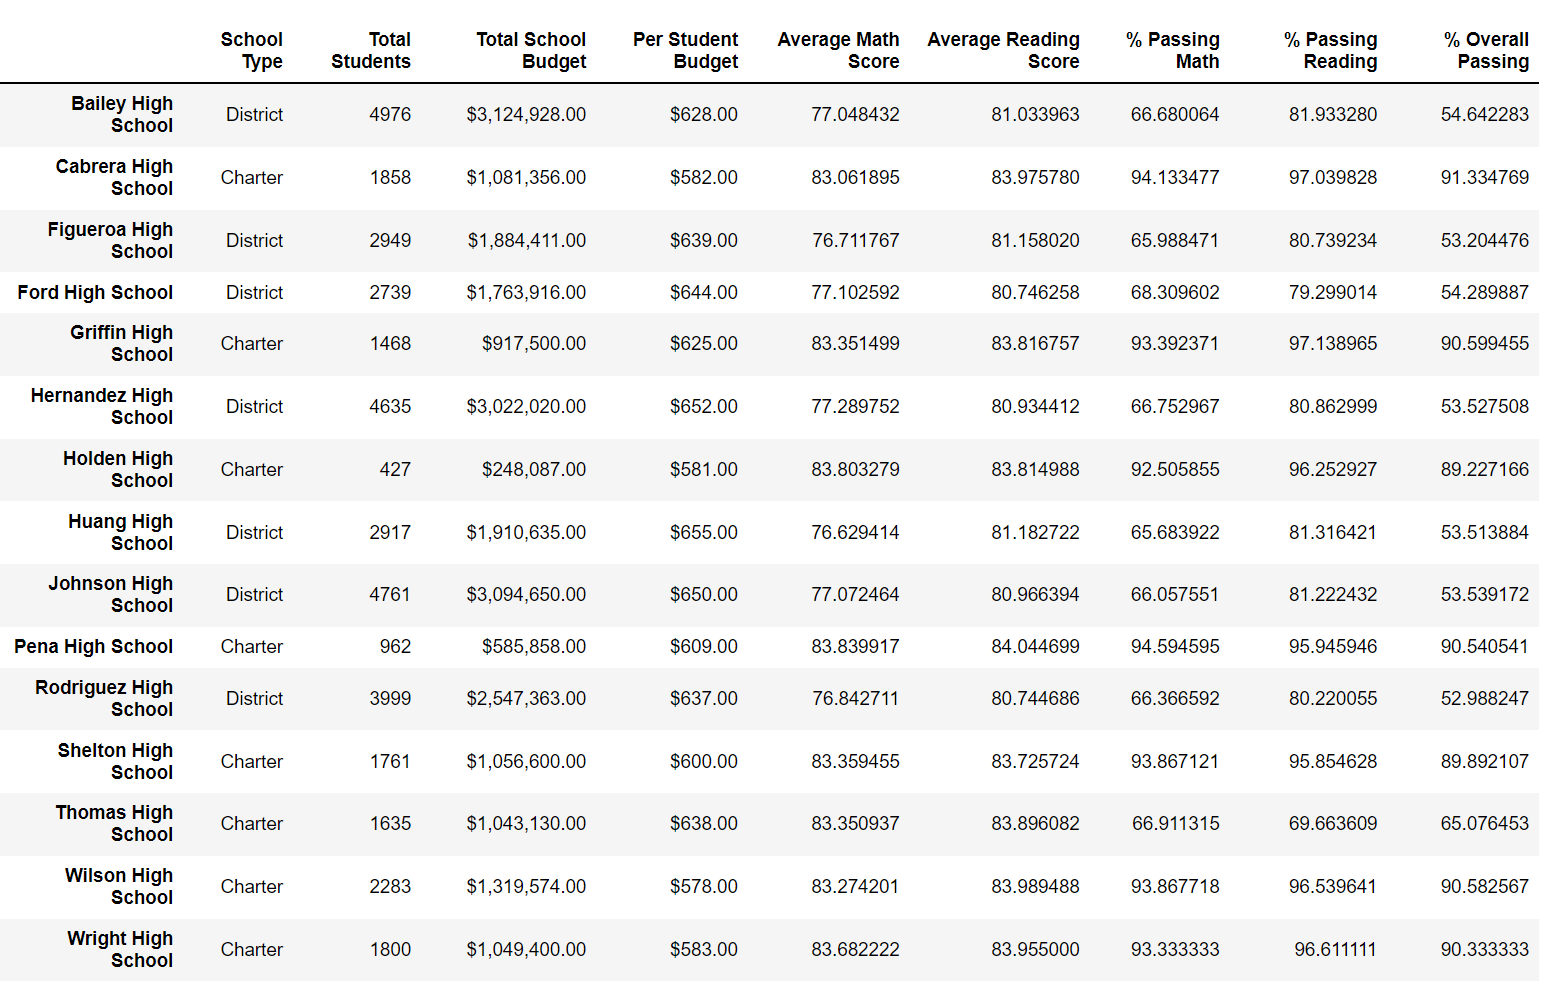 School Type Total Students Total School Budget Per Student Budget Average Math Score Average Reading Score % Passing Math % Passing Reading % Overall Passing
Bailey High School District 4976 $3,124,928.00 $628.00 77.048432 81.033963 66.680064 81.933280 54.642283
Cabrera High School Charter 1858 $1,081,356.00 $582.00 83.061895 83.975780 94.133477 97.039828 91.334769
Figueroa High School District 2949 $1,884,411.00 $639.00 76.711767 81.158020 65.988471 80.739234 53.204476
Ford High School District 2739 $1,763,916.00 $644.00 77.102592 80.746258 68.309602 79.299014 54.289887
Griffin High School Charter 1468 $917,500.00 $625.00 83.351499 83.816757 93.392371 97.138965 90.599455
Hernandez High School District 4635 $3,022,020.00 $652.00 77.289752 80.934412 66.752967 80.862999 53.527508
Holden High School Charter 427 $248,087.00 $581.00 83.803279 83.814988 92.505855 96.252927 89.227166
Huang High School District 2917 $1,910,635.00 $655.00 76.629414 81.182722 65.683922 81.316421 53.513884
Johnson High School District 4761 $3,094,650.00 $650.00 77.072464 80.966394 66.057551 81.222432 53.539172
Pena High School Charter 962 $585,858.00 $609.00 83.839917 84.044699 94.594595 95.945946 90.540541
Rodriguez High School District 3999 $2,547,363.00 $637.00 76.842711 80.744686 66.366592 80.220055 52.988247
Shelton High School Charter 1761 $1,056,600.00 $600.00 83.359455 83.725724 93.867121 95.854628 89.892107
Thomas High School Charter 1635 $1,043,130.00 $638.00 83.350937 83.896082 66.911315 69.663609 65.076453
Wilson High School Charter 2283 $1,319,574.00 $578.00 83.274201 83.989488 93.867718 96.539641 90.582567
Wright High School Charter 1800 $1,049,400.00 $583.00 83.682222 83.955000 93.333333 96.611111 90.333333